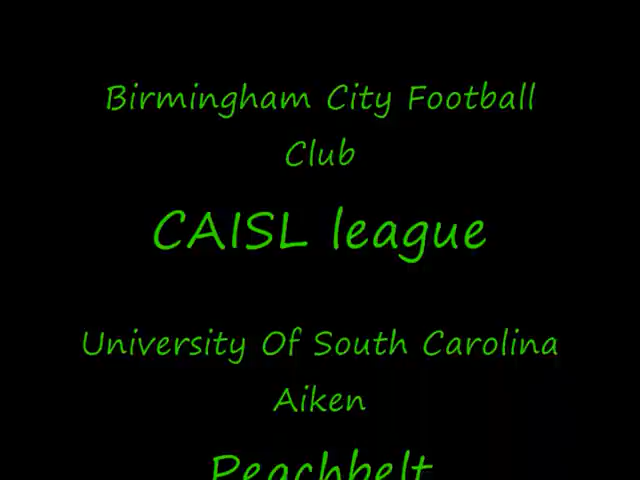 Birmingham City Football
Club
CAISL league
University Of South Carolina
Aiken
Peachbelt